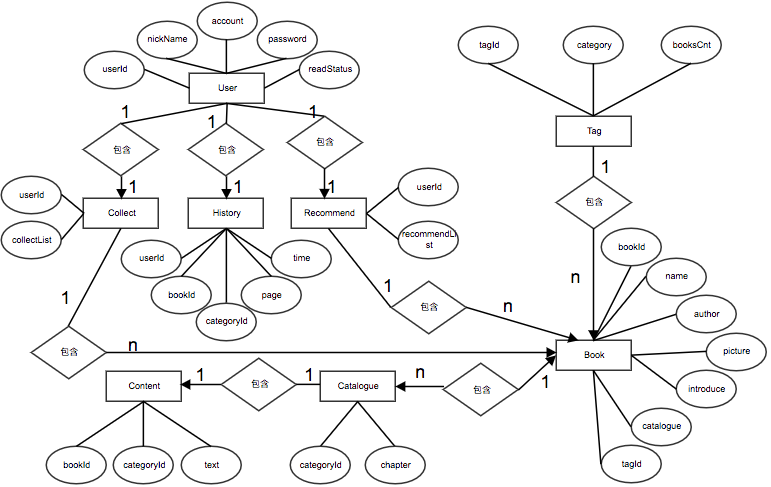 account
nickName
password
tagId
category
booksCnt
userId
readStatus
User
1
1
1
Tag
包含
包含
包含
1
1
1
1
userId
userId
包含
Collect
History
Recommend
collectList
recommendLi
st
bookId
userId
time
name
1
1
n
bookId
page
categoryId
包含
n
author
包含
n
Book
picture
Content
1
包含
1
Catalogue
n
包含
1
introduce
catalogue
bookId
categoryId
text
categoryId
chapter
tagId